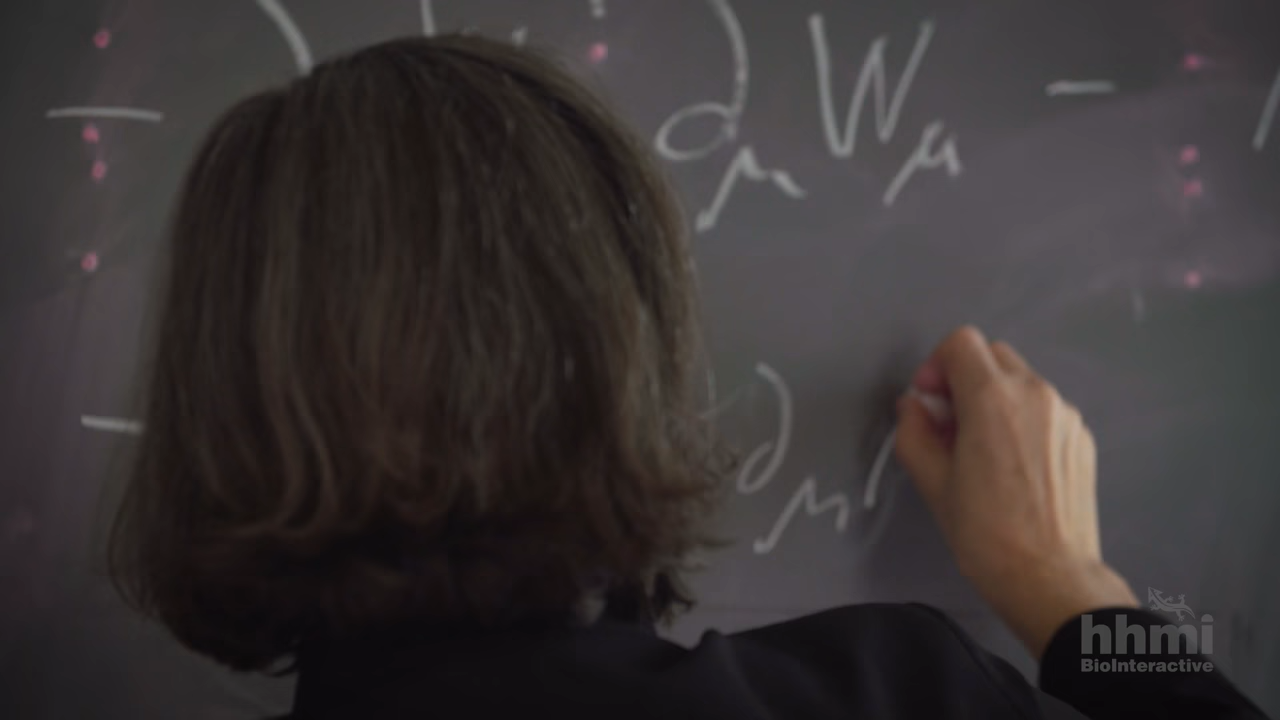 — ∂μ Wμ —
— ∂μ
hhmi
BioInteractive